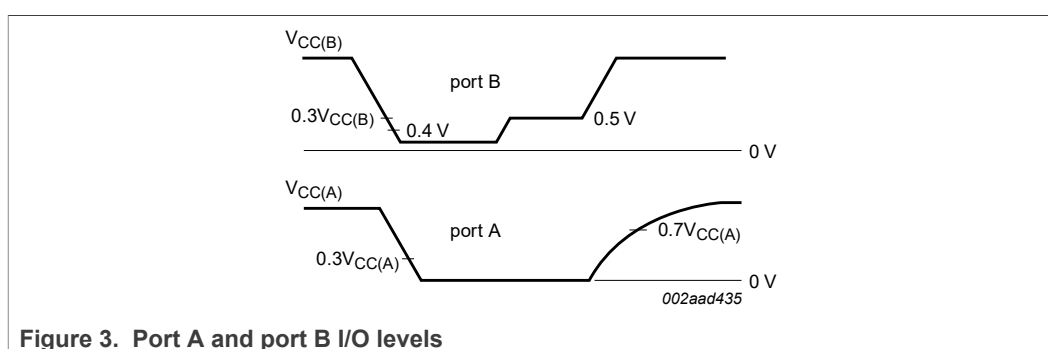 VCC(B)
port B
0.3VCC(B)
0.4 V
0.5 V
0 V
VCC(A)
port A
0.7VCC(A)
0.3VCC(A)
0 V
002aad435
Figure 3. Port A and port B I/O levels